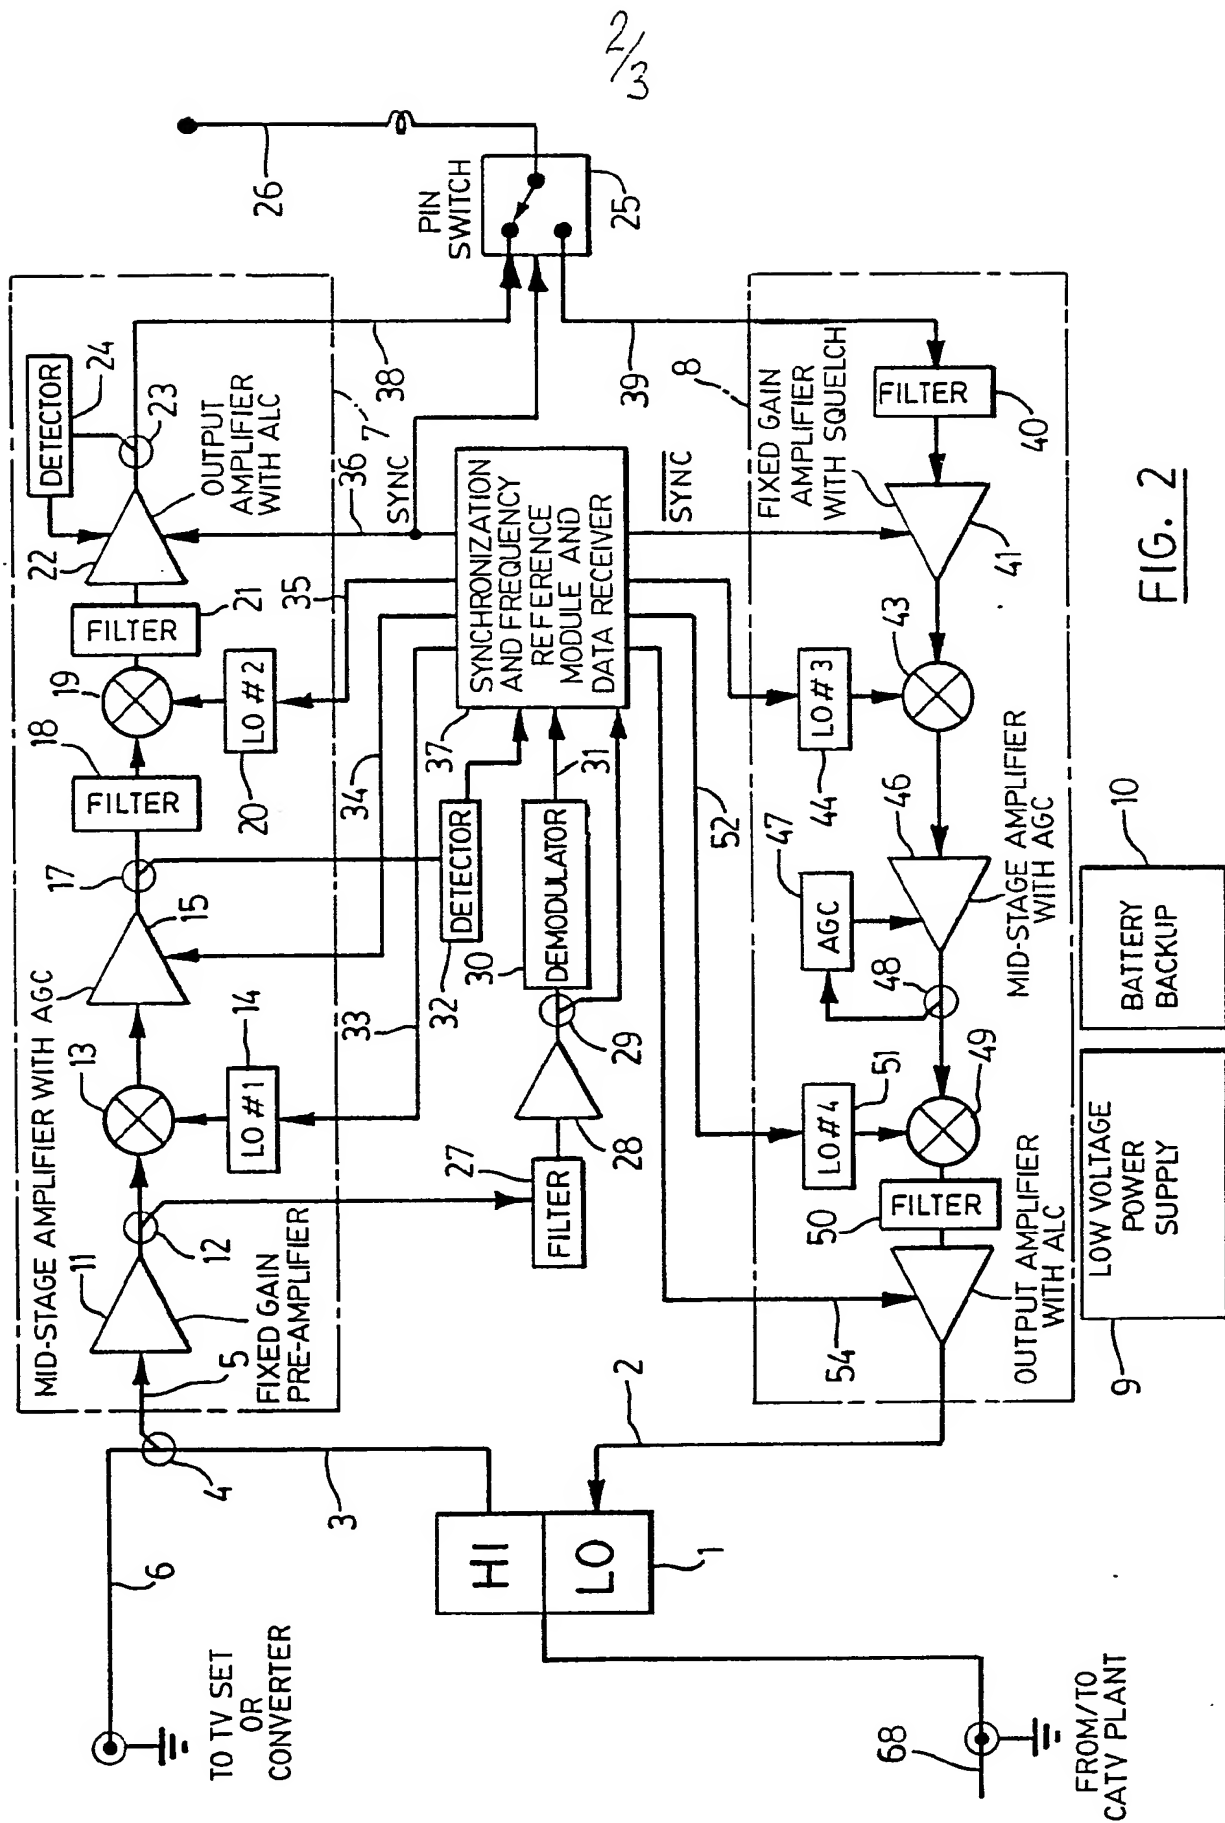 2/3
MID-STAGE AMPLIFIER WITH AGC
11
5
FIXED GAIN
PRE-AMPLIFIER
12
13
14
LO #1
15
17
18
FILTER
19
20
LO #2
21
FILTER
22
DETECTOR
24
23
OUTPUT
AMPLIFIER
WITH ALC
7
26
PIN
SWITCH
25
38
39
36
SYNC
35
34
33
37
SYNCHRONIZATION
AND FREQUENCY
REFERENCE
MODULE AND
DATA RECEIVER
SYNC
32
DETECTOR
30
DEMODULATOR
31
29
28
27
FILTER
TO TV SET
OR
CONVERTER
6
4
3
HI
LO
1
2
68
FROM/TO
CATV PLANT
8
FIXED GAIN
AMPLIFIER
WITH SQUELCH
FILTER
40
41
43
LO #3
44
52
46
MID-STAGE AMPLIFIER
WITH AGC
47
AGC
48
49
LO #4
51
50
FILTER
54
OUTPUT AMPLIFIER
WITH ALC
9
LOW VOLTAGE
POWER
SUPPLY
BATTERY
BACKUP
10
FIG. 2